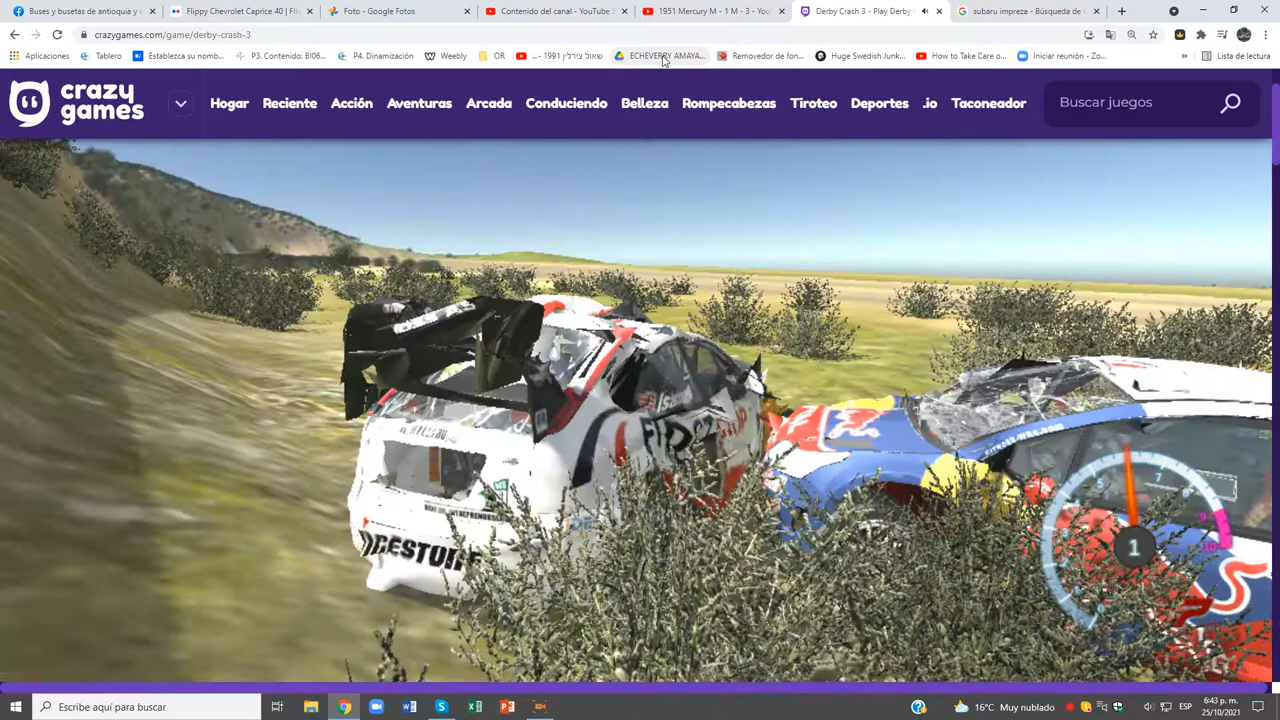 Buses y busetas de antioquia y c
Flippy Chevrolet Caprice 40 | Fli
Foto - Google Fotos
Contenido del canal - YouTube S
1951 Mercury M - 1 M - 3 - You
Derby Crash 3 - Play Derby
subaru impreza - Búsqueda de G
crazygames.com/game/derby-crash-3
Aplicaciones
Tablero
Establezca su nomb...
P3. Contenido: BI06...
P4. Dinamización
Weebly
OR
שאול צירלין 1991 -...
ECHEVERRY AMAYA...
Removedor de fon...
Huge Swedish Junk...
How to Take Care o...
Iniciar reunión - Zo...
Lista de lectura
crazy games
Hogar
Reciente
Acción
Aventuras
Arcada
Conduciendo
Belleza
Rompecabezas
Tiroteo
Deportes
.io
Taconeador
Buscar juegos
1
Escribe aquí para buscar
16°C Muy nublado
ESP
6:43 p. m.
25/10/2021